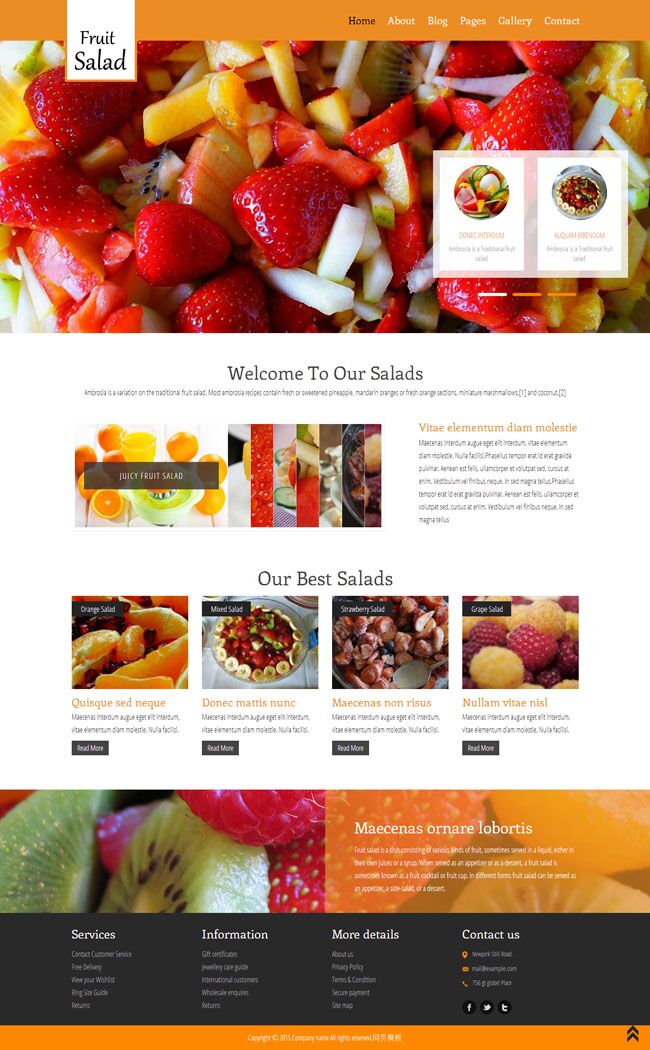 Fruit
Salad
Home About Blog Pages Gallery Contact
DONEC INTERDUM
Ambrosia is a Traditional fruit
salad
ALIQUAM BIBENDUM
Ambrosia is a Traditional fruit
salad
Welcome To Our Salads
Ambrosia is a variation on the traditional fruit salad. Most ambrosia recipes contain fresh or sweetened pineapple, mandarin oranges or fresh orange sections, miniature marshmallows,[1] and coconut.[2]
JUICY FRUIT SALAD
Vitae elementum diam molestie
Maecenas interdum augue eget elit interdum, vitae elementum
diam molestie. Nulla facilisi.Phasellus tempor erat id erat gravida
pulvinar. Aenean est felis, ullamcorper et volutpat sed, cursus at
enim. Vestibulum vel finibus neque. In sed magna tellus.Phasellus
tempor erat id erat gravida pulvinar. Aenean est felis, ullamcorper et
volutpat sed, cursus at enim. Vestibulum vel finibus neque. In sed
magna tellus
Our Best Salads
Orange Salad
Quisque sed neque
Maecenas interdum augue eget elit interdum,
vitae elementum diam molestie. Nulla facilisi.
Read More
Mixed Salad
Donec mattis nunc
Maecenas interdum augue eget elit interdum,
vitae elementum diam molestie. Nulla facilisi.
Read More
Strawberry Salad
Maecenas non risus
Maecenas interdum augue eget elit interdum,
vitae elementum diam molestie. Nulla facilisi.
Read More
Grape Salad
Nullam vitae nisl
Maecenas interdum augue eget elit interdum,
vitae elementum diam molestie. Nulla facilisi.
Read More
Maecenas ornare lobortis
Fruit salad is a dish consisting of various kinds of fruit, sometimes served in a liquid, either in
their own juices or a syrup. When served as an appetizer or as a dessert, a fruit salad is
sometimes known as a fruit cocktail or fruit cup. In different forms fruit salad can be served as
an appetizer, a side-salad, or a dessert.
Services
Contact Customer Service
Free Delivery
View your Wishlist
Ring Size Guide
Returns
Information
Gift certificates
Jewellery care guide
International customers
Wholesale enquires
Returns
More details
About us
Privacy Policy
Terms & Condition
Secure payment
Site map
Contact us
Newyork Still Road.
mail@example.com
756 gt globel Place
Copyright © 2015.Company name All rights reserved.网页模板